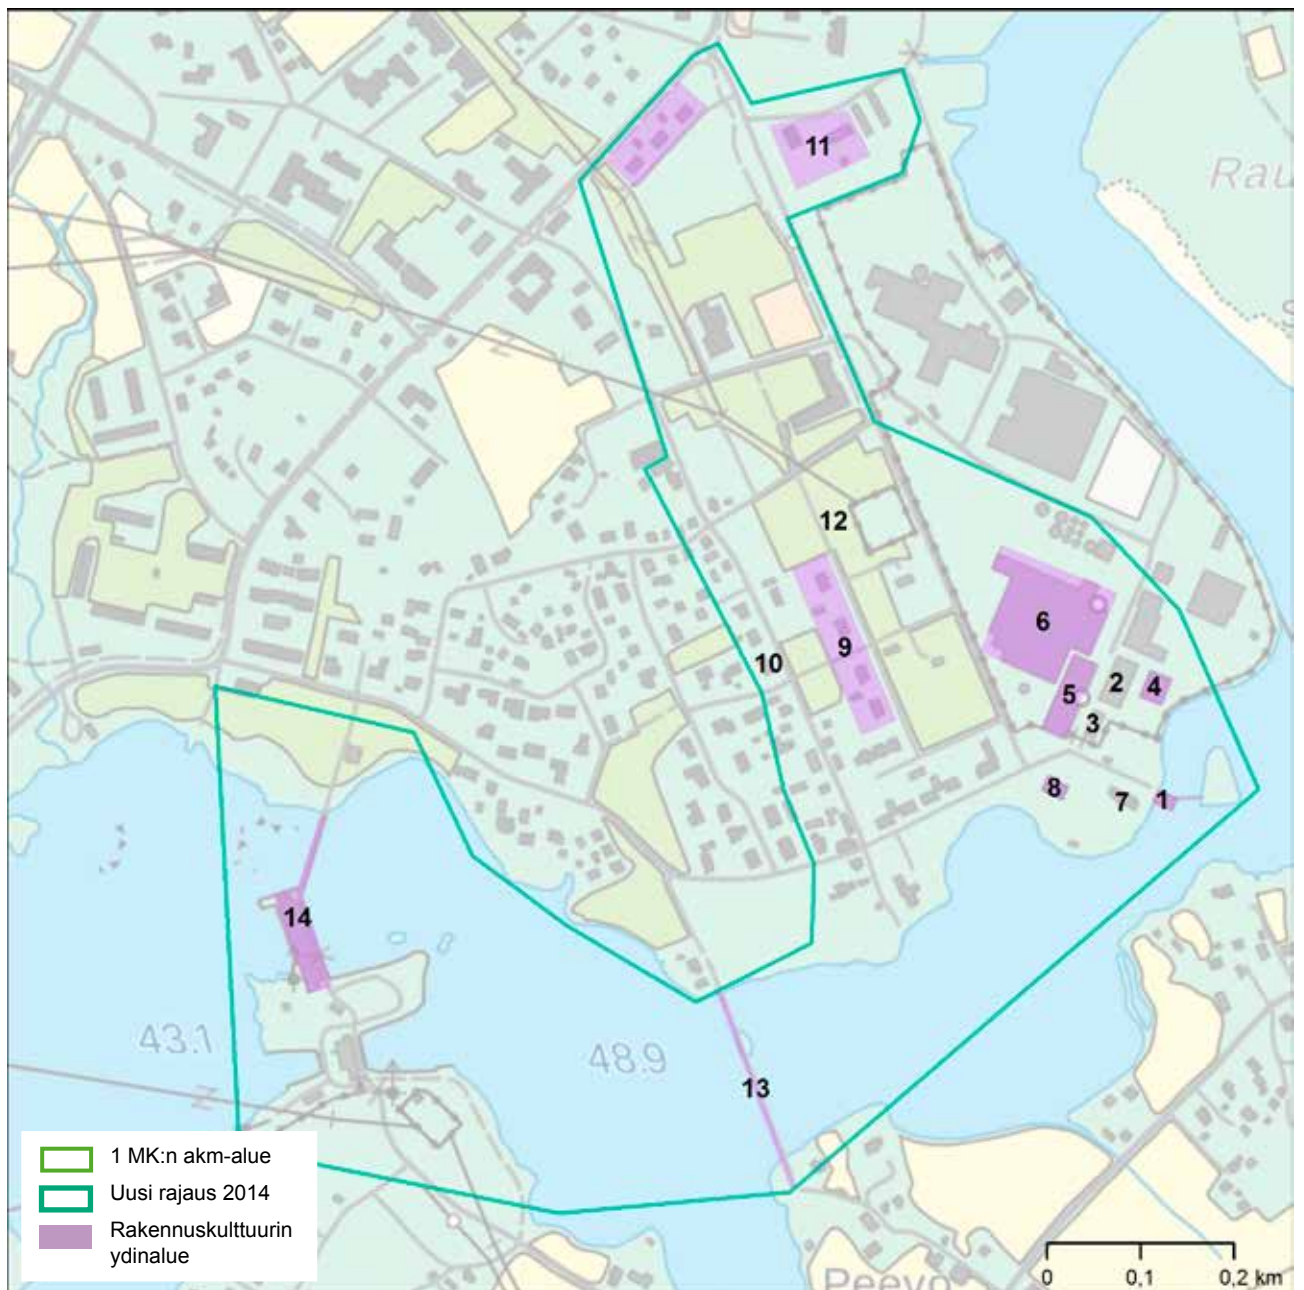 11
Rau
S
12
6
10
9
5
2
4
3
8
7
1
14
43.1
48.9
13
1 MK:n akm-alue
Uusi rajaus 2014
Rakennuskulttuurin
ydinalue
Peevo
0 0,1 0,2 km